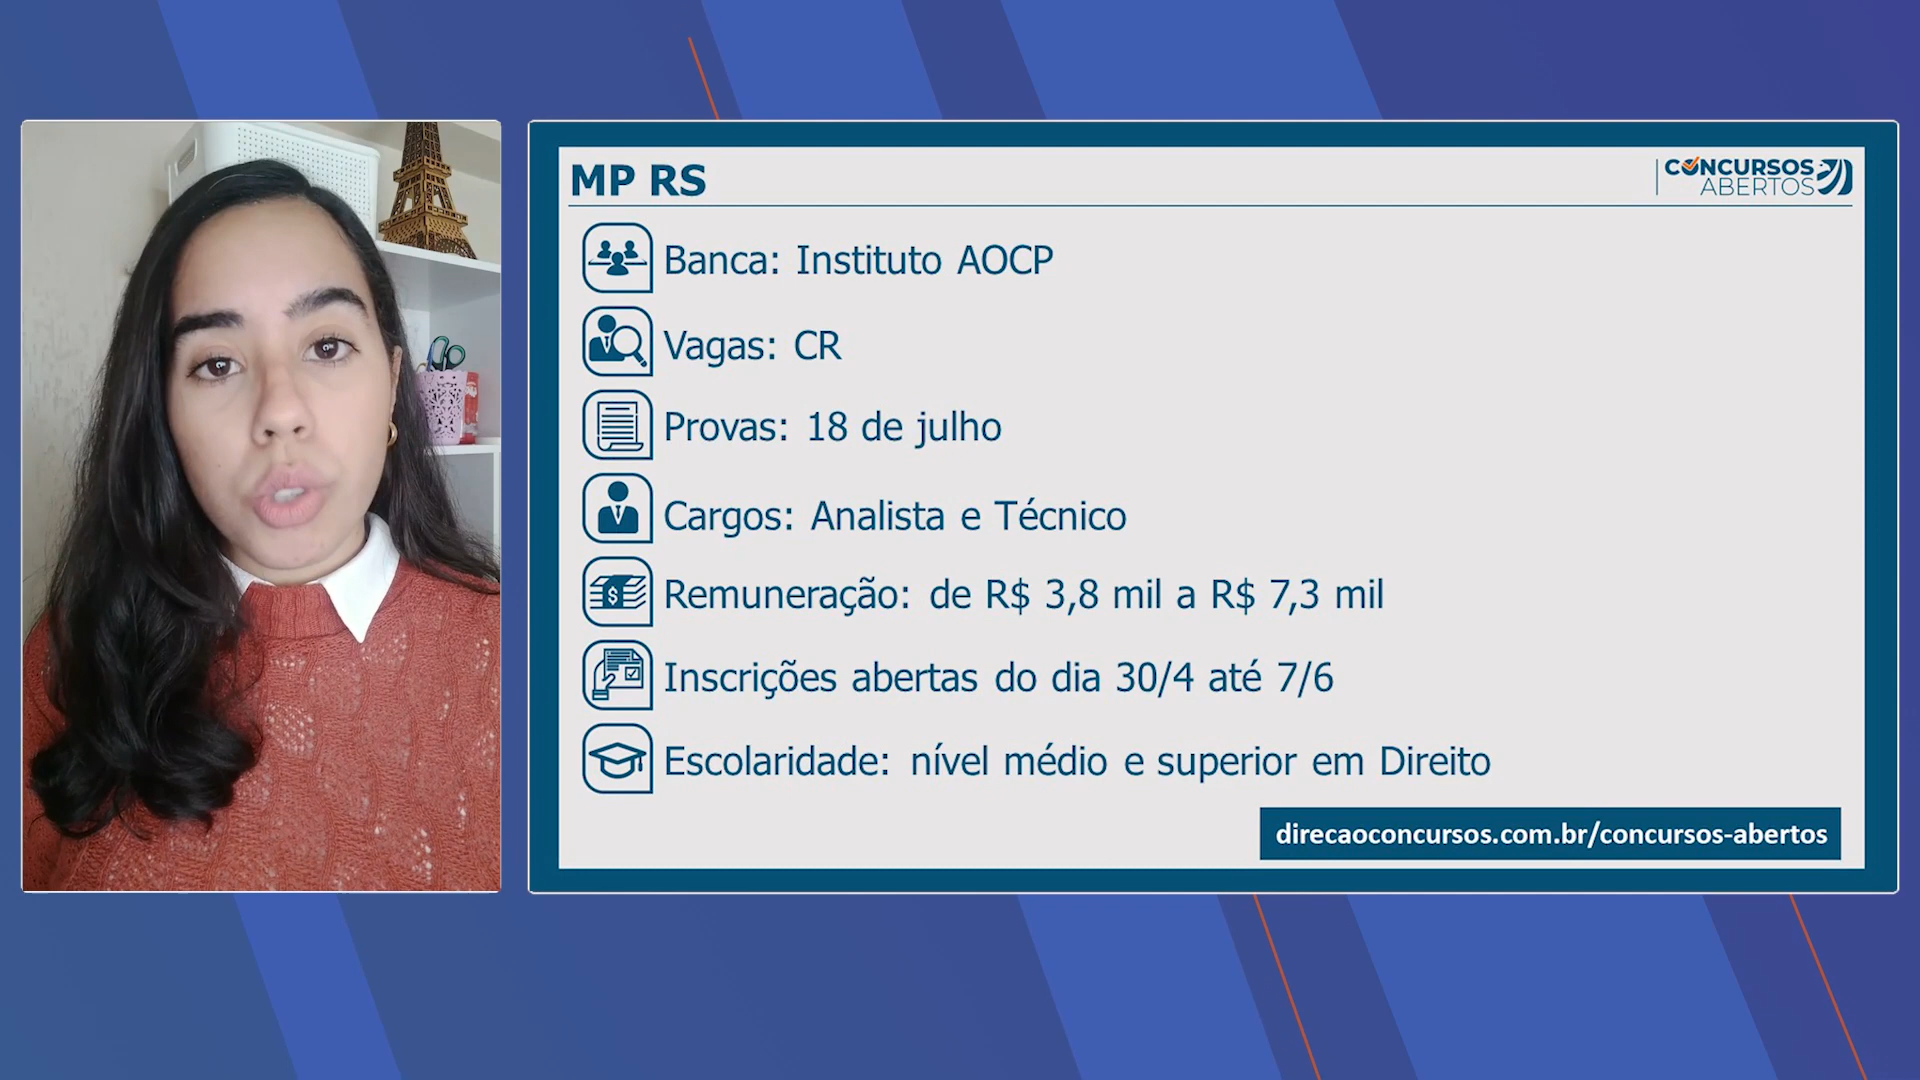 MP RS
CONCURSOS
ABERTOS
Banca: Instituto AOCP
Vagas: CR
Provas: 18 de julho
Cargos: Analista e Técnico
Remuneração: de R$ 3,8 mil a R$ 7,3 mil
Inscrições abertas do dia 30/4 até 7/6
Escolaridade: nível médio e superior em Direito
direcaoconcursos.com.br/concursos-abertos